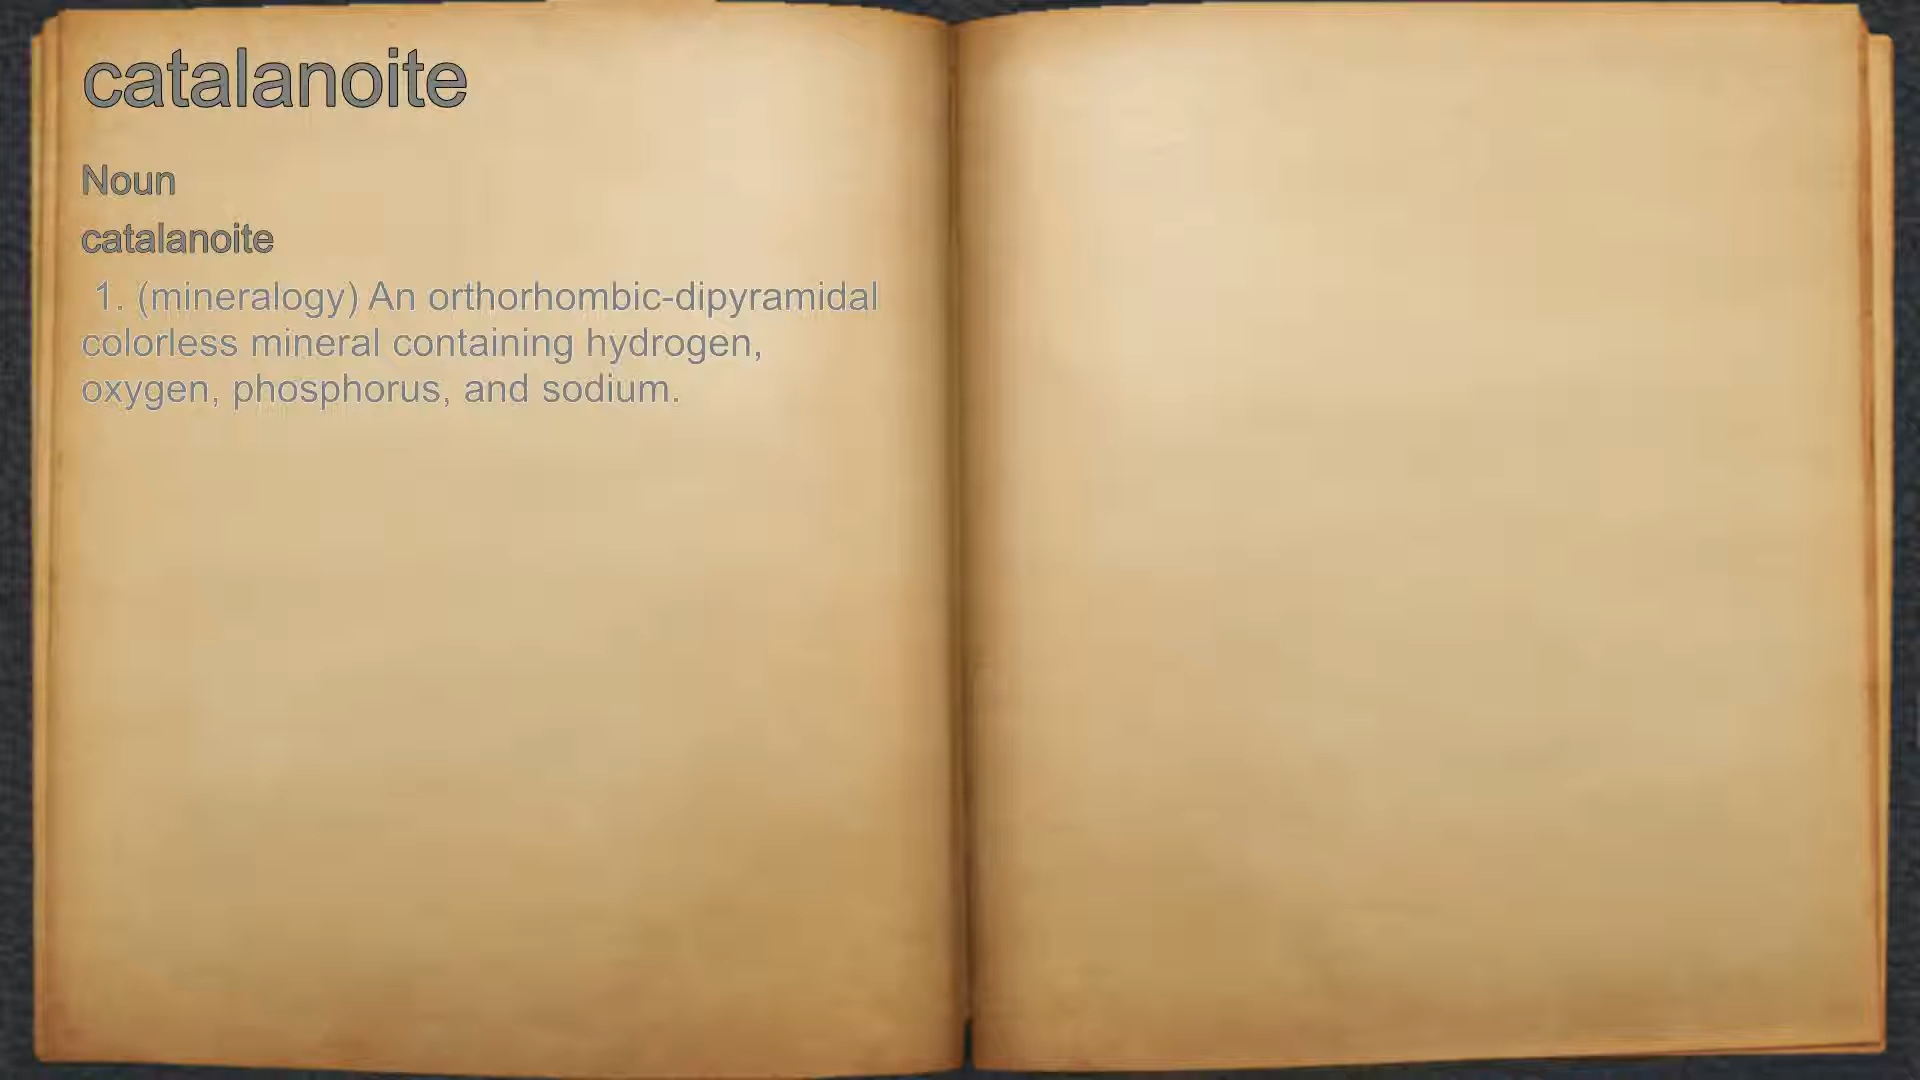 catalanoite
Noun
catalanoite
1. (mineralogy) An orthorhombic-dipyramidal
colorless mineral containing hydrogen,
oxygen, phosphorus, and sodium.